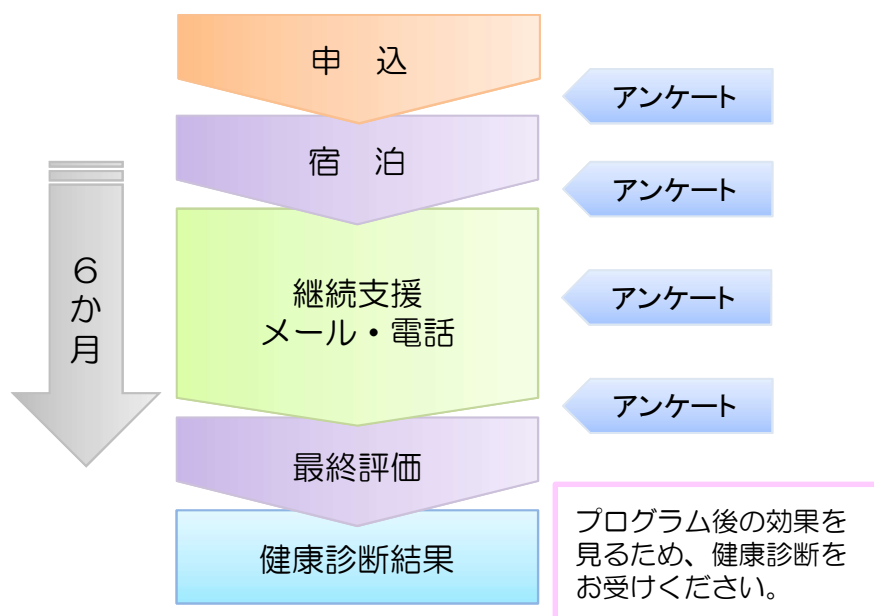 申　込
アンケート
宿　泊
アンケート
６か月
継続支援
メール・電話
アンケート
アンケート
最終評価
健康診断結果
プログラム後の効果を
見るため、健康診断を
お受けください。